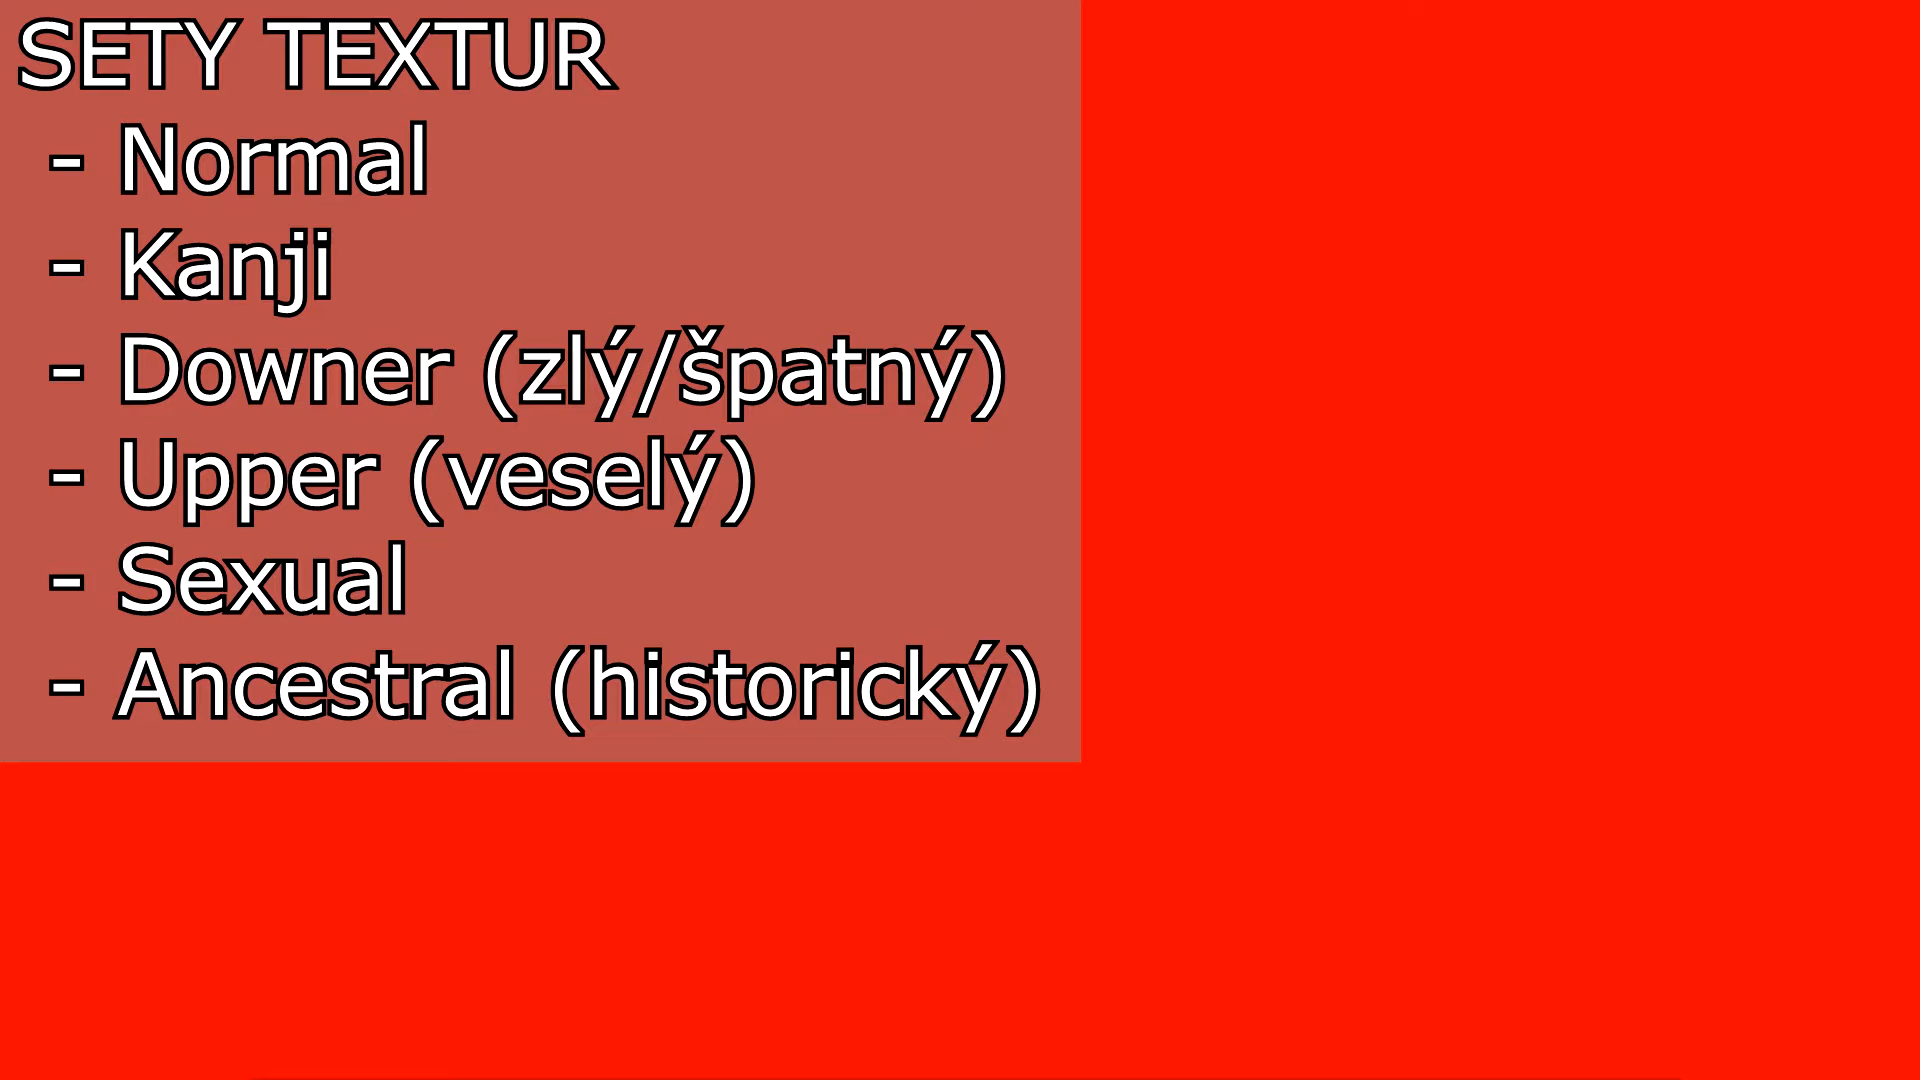 SETY TEXTUR
- Normal
- Kanji
- Downer (zlý/špatný)
- Upper (veselý)
- Sexual
- Ancestral (historický)